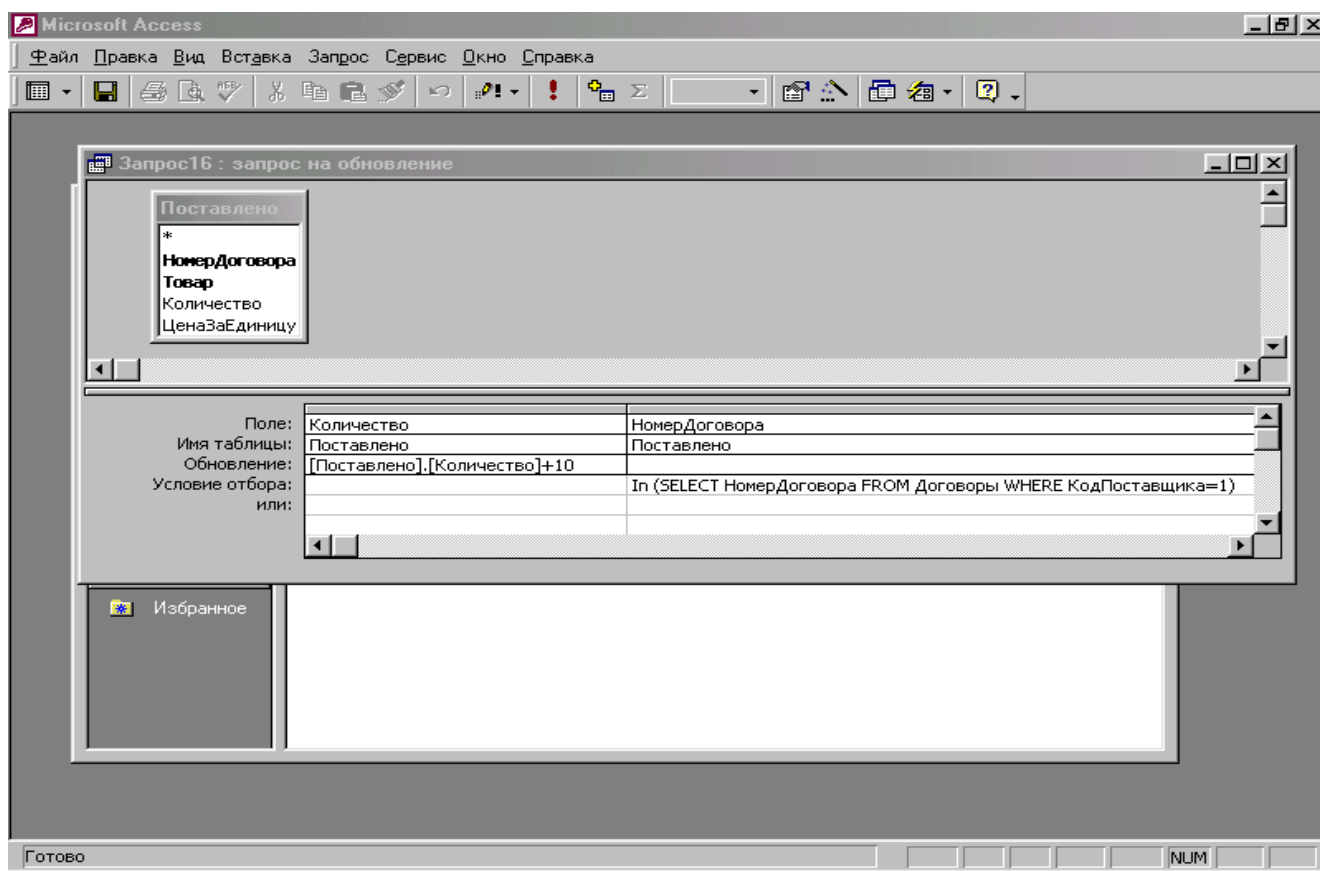 Microsoft Access
Файл Правка Вид Вставка Запрос Сервис Окно Справка
Запрос16 : запрос на обновление
Поставлено
*
НомерДоговора
Товар
Количество
ЦенаЗаЕдиницу
Поле: Количество НомерДоговора
Имя таблицы: Поставлено Поставлено
Обновление: [Поставлено].[Количество]+10
Условие отбора: In (SELECT НомерДоговора FROM Договоры WHERE КодПоставщика=1)
или:
Избранное
Готово NUM